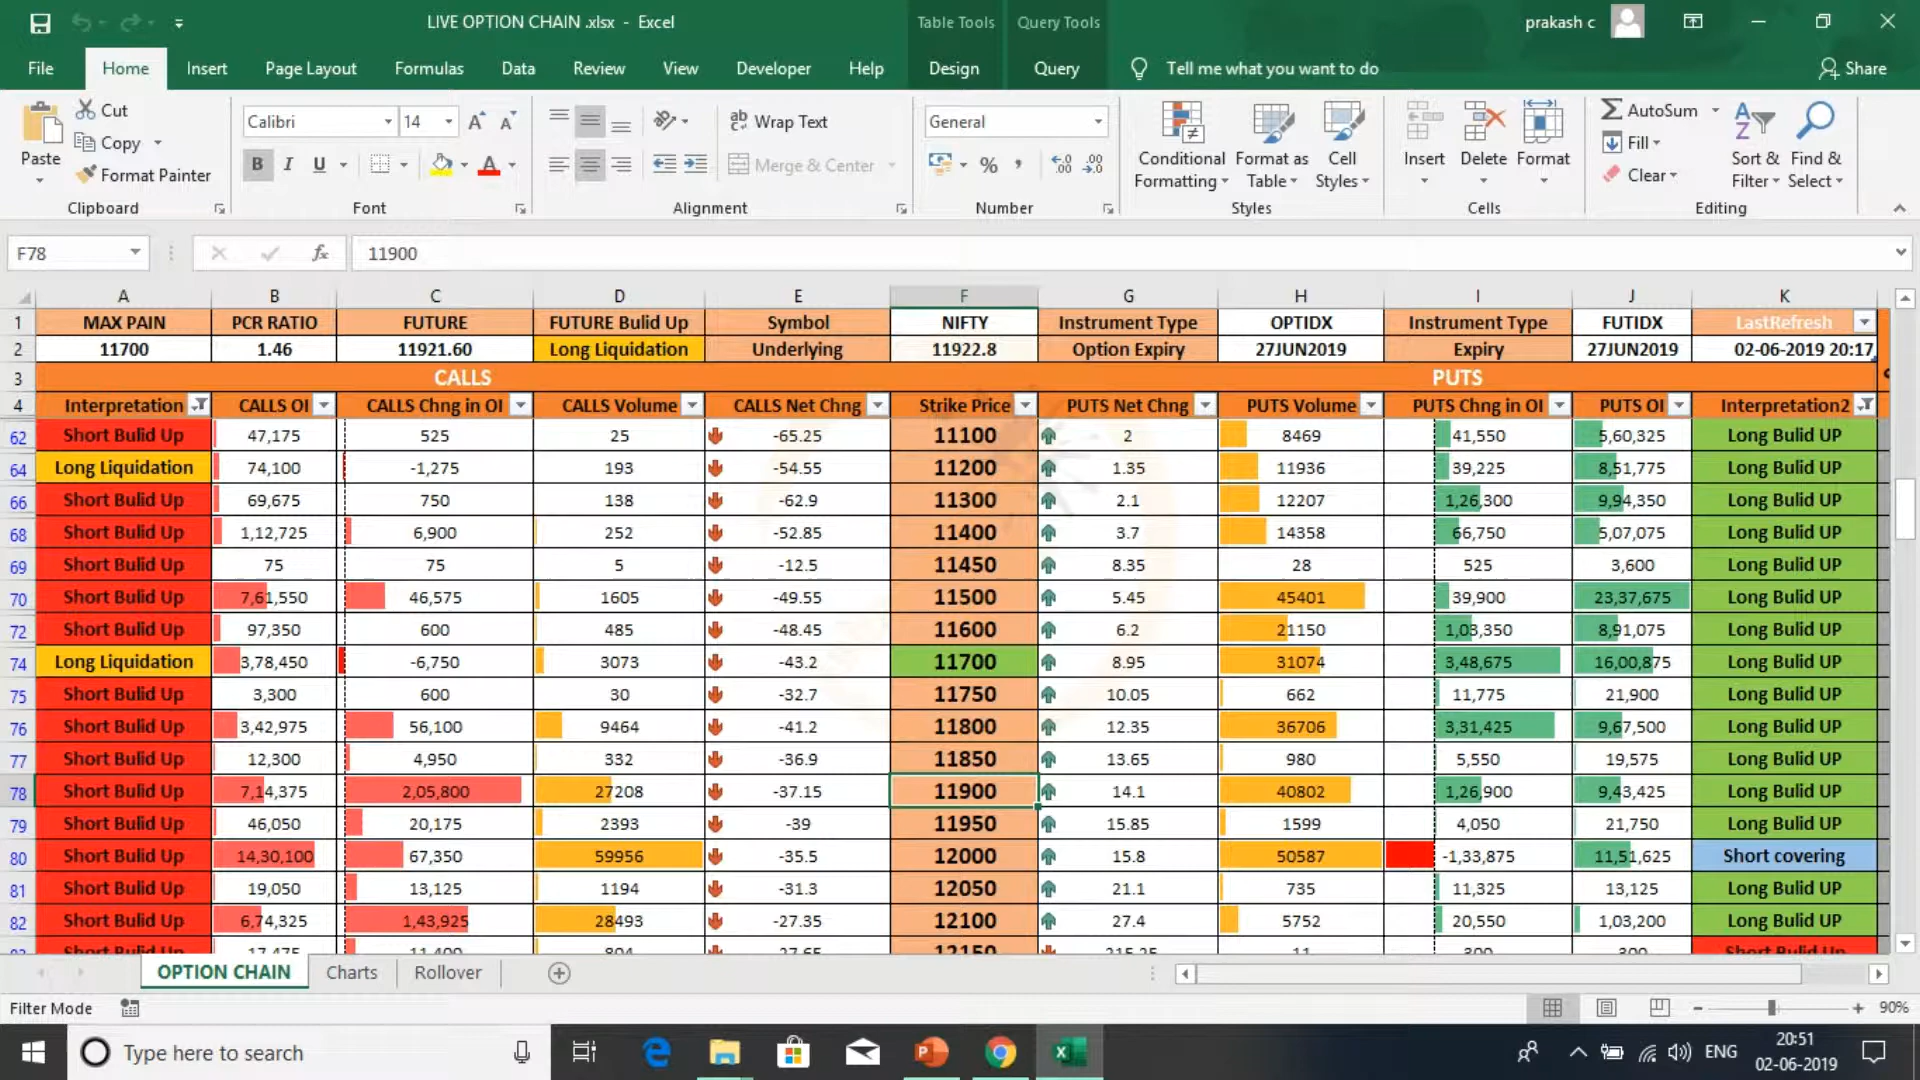 LIVE OPTION CHAIN .xlsx - Excel
Table Tools
Query Tools
prakash c
File
Home
Insert
Page Layout
Formulas
Data
Review
View
Developer
Help
Design
Query
Tell me what you want to do
Share
Paste
Cut
Copy
Format Painter
Clipboard
Calibri
14
B I U
Font
Wrap Text
Merge & Center
Alignment
General
Number
Conditional Formatting
Format as Table
Cell Styles
Styles
Insert
Delete
Format
Cells
AutoSum
Fill
Clear
Sort & Filter
Find & Select
Editing
F78
fx
11900
A B C D E F G H I J K
1 MAX PAIN PCR RATIO FUTURE FUTURE Bulid Up Symbol NIFTY Instrument Type OPTIDX Instrument Type FUTIDX LastRefresh
2 11700 1.46 11921.60 Long Liquidation Underlying 11922.8 Option Expiry 27JUN2019 Expiry 27JUN2019 02-06-2019 20:17
3 CALLS PUTS
4 Interpretation CALLS OI CALLS Chng in OI CALLS Volume CALLS Net Chng Strike Price PUTS Net Chng PUTS Volume PUTS Chng in OI PUTS OI Interpretation2
62 Short Bulid Up 47,175 525 25 -65.25 11100 2 8469 41,550 5,60,325 Long Bulid UP
64 Long Liquidation 74,100 -1,275 193 -54.55 11200 1.35 11936 39,225 8,51,775 Long Bulid UP
66 Short Bulid Up 69,675 750 138 -62.9 11300 2.1 12207 1,26,300 9,94,350 Long Bulid UP
68 Short Bulid Up 1,12,725 6,900 252 -52.85 11400 3.7 14358 66,750 5,07,075 Long Bulid UP
69 Short Bulid Up 75 75 5 -12.5 11450 8.35 28 525 3,600 Long Bulid UP
70 Short Bulid Up 7,61,550 46,575 1605 -49.55 11500 5.45 45401 39,900 23,37,675 Long Bulid UP
72 Short Bulid Up 97,350 600 485 -48.45 11600 6.2 21150 1,03,350 8,91,075 Long Bulid UP
74 Long Liquidation 3,78,450 -6,750 3073 -43.2 11700 8.95 31074 3,48,675 16,00,875 Long Bulid UP
75 Short Bulid Up 3,300 600 30 -32.7 11750 10.05 662 11,775 21,900 Long Bulid UP
76 Short Bulid Up 3,42,975 56,100 9464 -41.2 11800 12.35 36706 3,31,425 9,67,500 Long Bulid UP
77 Short Bulid Up 12,300 4,950 332 -36.9 11850 13.65 980 5,550 19,575 Long Bulid UP
78 Short Bulid Up 7,14,375 2,05,800 27208 -37.15 11900 14.1 40802 1,26,900 9,43,425 Long Bulid UP
79 Short Bulid Up 46,050 20,175 2393 -39 11950 15.85 1599 4,050 21,750 Long Bulid UP
80 Short Bulid Up 14,30,100 67,350 59956 -35.5 12000 15.8 50587 -1,33,875 11,51,625 Short covering
81 Short Bulid Up 19,050 13,125 1194 -31.3 12050 21.1 735 11,325 13,125 Long Bulid UP
82 Short Bulid Up 6,74,325 1,43,925 28493 -27.35 12100 27.4 5752 20,550 1,03,200 Long Bulid UP
Short Bulid Up 17,475 11,400 804 -27.65 12150 215.25 11 300 300 Short Bulid Up
OPTION CHAIN
Charts
Rollover
Filter Mode
90%
Type here to search
ENG
20:51
02-06-2019